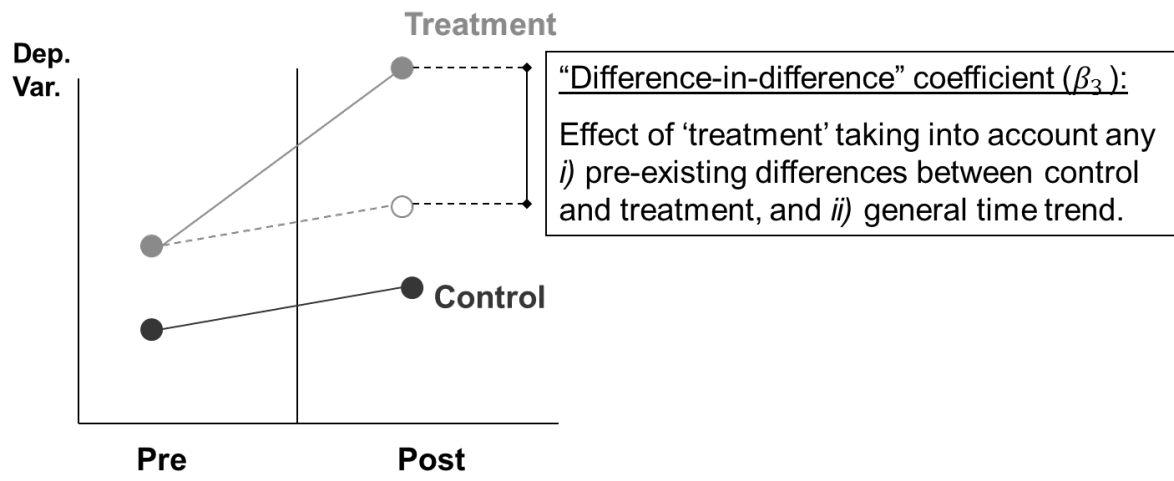 Treatment
Dep.
Var.
“Difference-in-difference” coefficient (β₃):
Effect of ‘treatment’ taking into account any
i) pre-existing differences between control
and treatment, and ii) general time trend.
Control
Pre Post